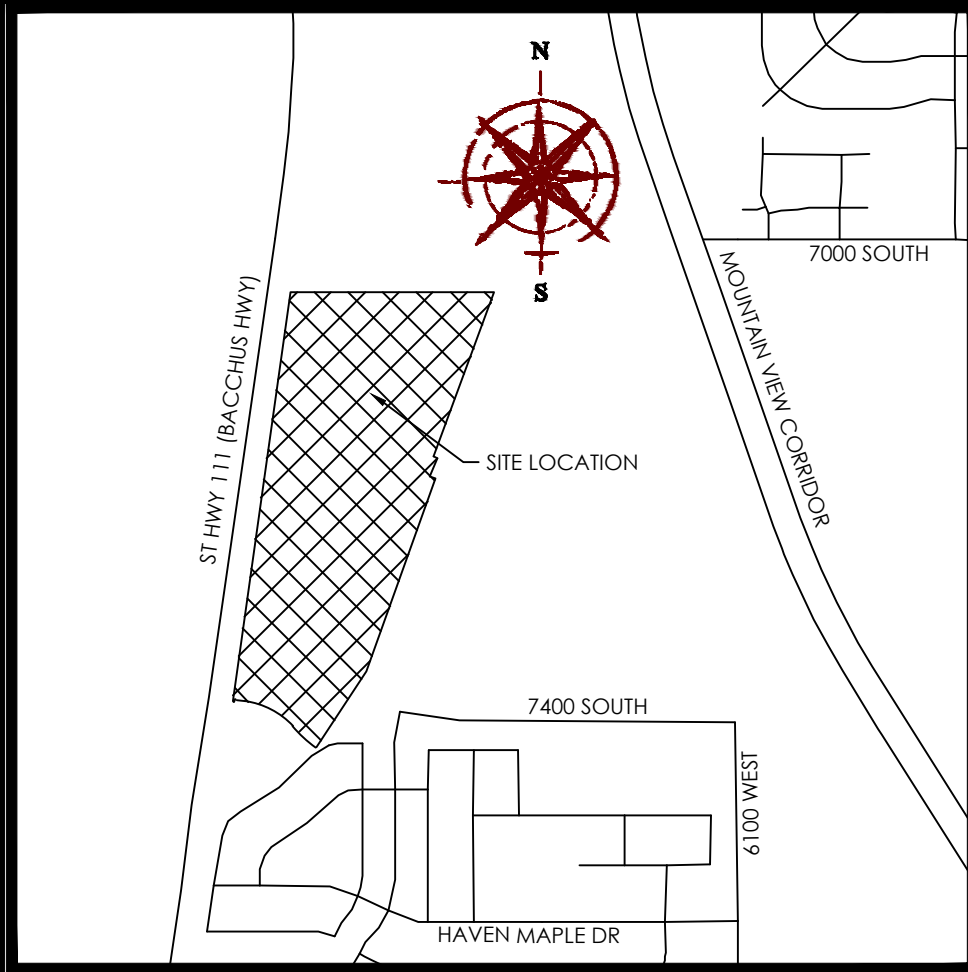 N
S
7000 SOUTH
MOUNTAIN VIEW CORRIDOR
ST HWY 111 (BACCHUS HWY)
SITE LOCATION
7400 SOUTH
6100 WEST
HAVEN MAPLE DR